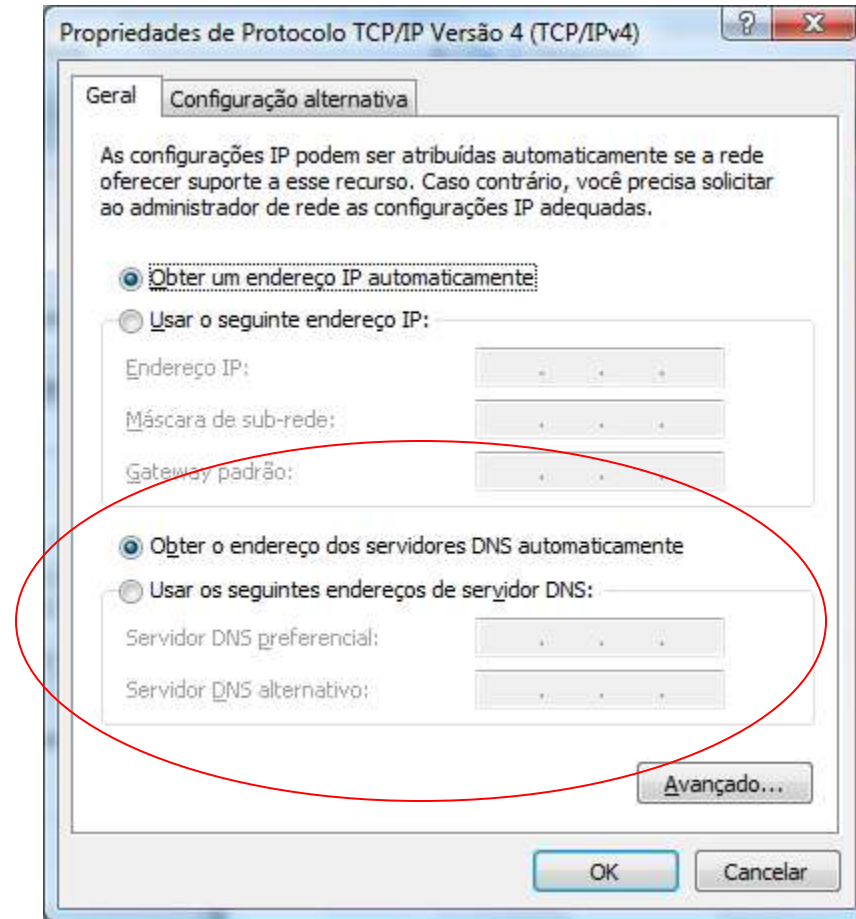 Propriedades de Protocolo TCP/IP Versão 4 (TCP/IPv4)
Geral
Configuração alternativa
As configurações IP podem ser atribuídas automaticamente se a rede
oferecer suporte a esse recurso. Caso contrário, você precisa solicitar
ao administrador de rede as configurações IP adequadas.
Obter um endereço IP automaticamente
Usar o seguinte endereço IP:
Endereço IP:
Máscara de sub-rede:
Gateway padrão:
Obter o endereço dos servidores DNS automaticamente
Usar os seguintes endereços de servidor DNS:
Servidor DNS preferencial:
Servidor DNS alternativo:
Avançado...
OK
Cancelar